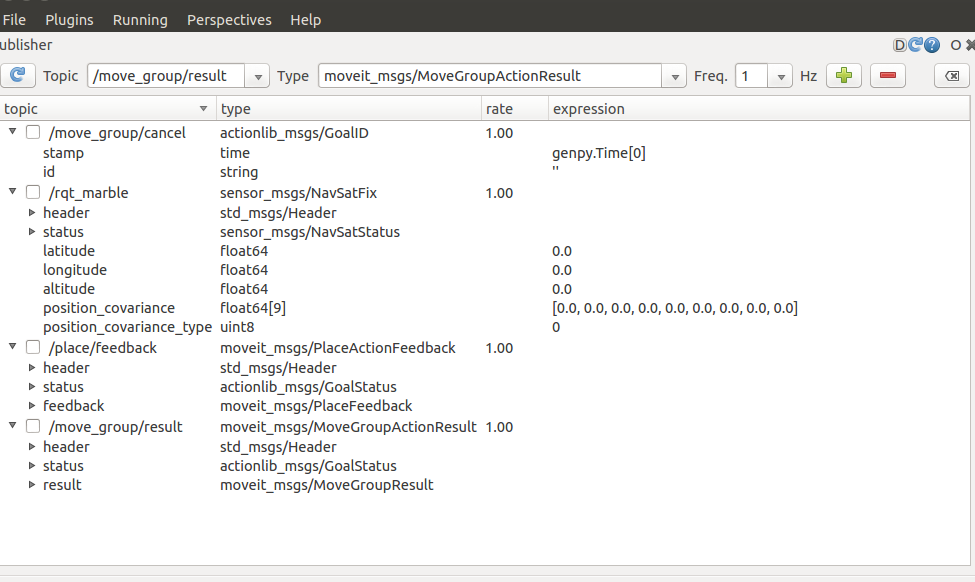 File Plugins Running Perspectives Help
ublisher D ? O
Topic /move_group/result Type moveit_msgs/MoveGroupActionResult Freq. 1 Hz
topic type rate expression
/move_group/cancel actionlib_msgs/GoalID 1.00
stamp time genpy.Time[0]
id string ''
/rqt_marble sensor_msgs/NavSatFix 1.00
header std_msgs/Header
status sensor_msgs/NavSatStatus
latitude float64 0.0
longitude float64 0.0
altitude float64 0.0
position_covariance float64[9] [0.0, 0.0, 0.0, 0.0, 0.0, 0.0, 0.0, 0.0, 0.0]
position_covariance_type uint8 0
/place/feedback moveit_msgs/PlaceActionFeedback 1.00
header std_msgs/Header
status actionlib_msgs/GoalStatus
feedback moveit_msgs/PlaceFeedback
/move_group/result moveit_msgs/MoveGroupActionResult 1.00
header std_msgs/Header
status actionlib_msgs/GoalStatus
result moveit_msgs/MoveGroupResult